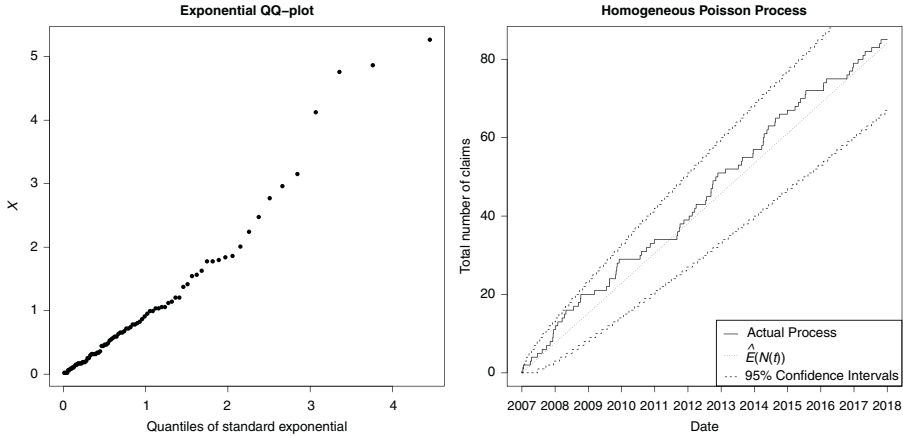 Exponential QQ−plot
X
5
4
3
2
1
0
0 1 2 3 4
Quantiles of standard exponential
Homogeneous Poisson Process
Total number of claims
80
60
40
20
0
2007 2008 2009 2010 2011 2012 2013 2014 2015 2016 2017 2018
Date
Actual Process
Ê(N(t))
95% Confidence Intervals